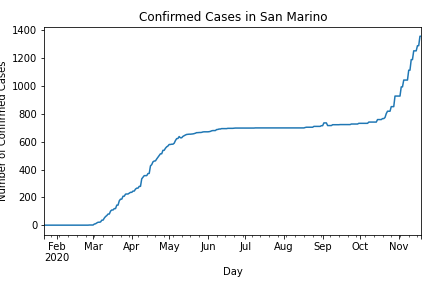 Confirmed Cases in San Marino
1400
1200
1000
800
600
400
200
0
Number of Confirmed Cases
Feb Mar Apr May Jun Jul Aug Sep Oct Nov
2020
Day